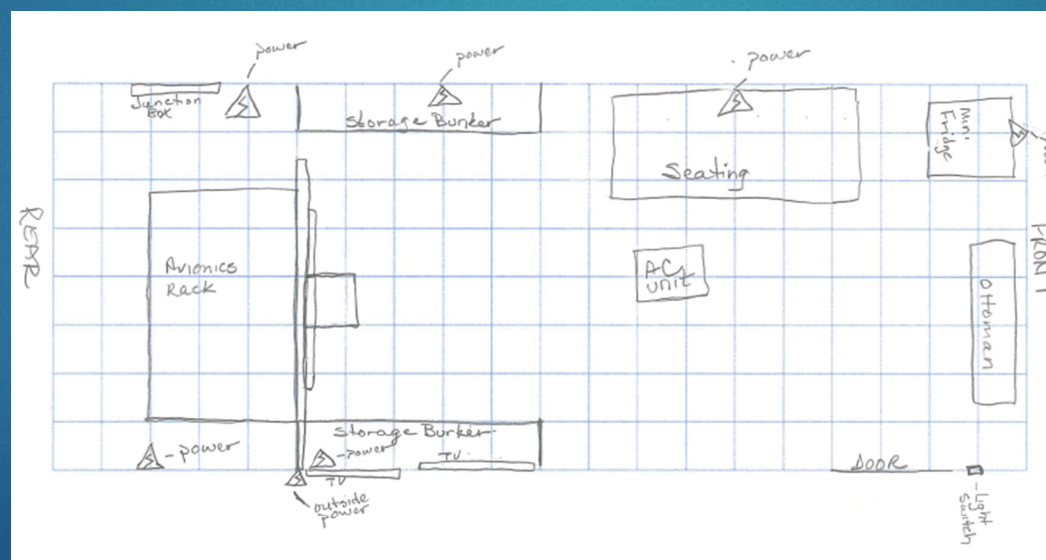 power
power
power
Junction
Box
Storage Bunker
Seating
Mini
Fridge
REAR
FRONT
Avionics
Rack
AC
unit
Ottoman
Storage Bunker
-power
-power
TV
TV
DOOR
outside
power
-Light
Switch